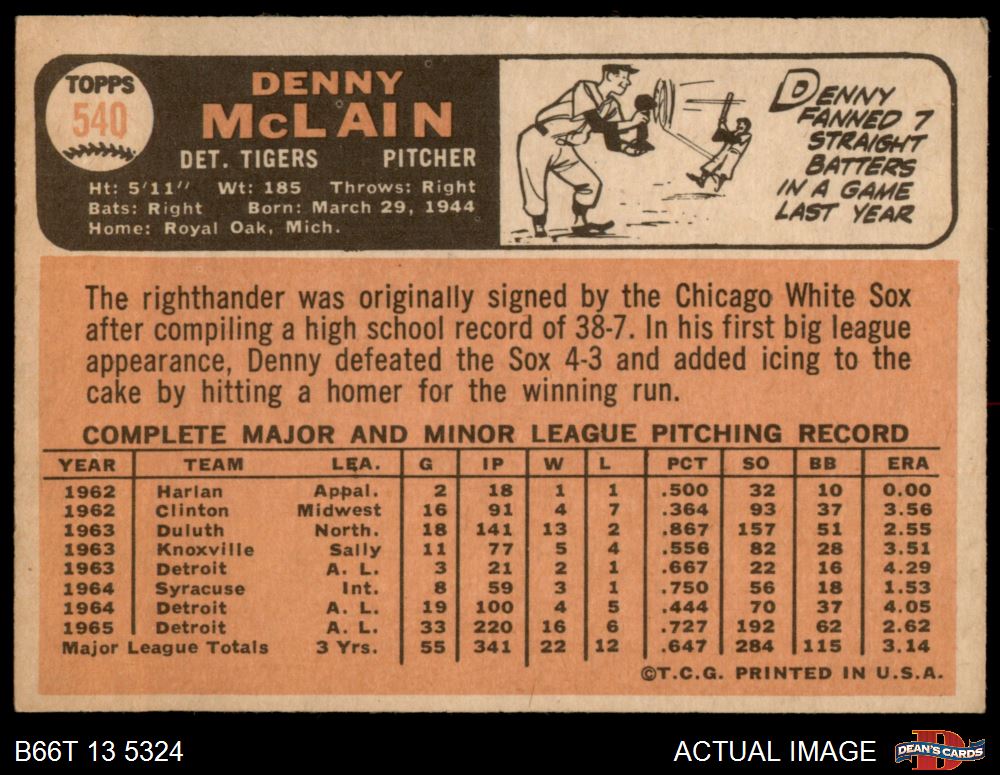 TOPPS
540
DENNY
McLAIN
DET. TIGERS PITCHER
Ht: 5'11" Wt: 185 Throws: Right
Bats: Right Born: March 29, 1944
Home: Royal Oak, Mich.
DENNY
FANNED 7
STRAIGHT
BATTERS
IN A GAME
LAST YEAR
The righthander was originally signed by the Chicago White Sox
after compiling a high school record of 38-7. In his first big league
appearance, Denny defeated the Sox 4-3 and added icing to the
cake by hitting a homer for the winning run.
COMPLETE MAJOR AND MINOR LEAGUE PITCHING RECORD
YEAR TEAM LEA. G IP W L PCT SO BB ERA
1962 Harlan Appal. 2 18 1 1 .500 32 10 0.00
1962 Clinton Midwest 16 91 4 7 .364 93 37 3.56
1963 Duluth North. 18 141 13 2 .867 157 51 2.55
1963 Knoxville Sally 11 77 5 4 .556 82 28 3.51
1963 Detroit A. L. 3 21 2 1 .667 22 16 4.29
1964 Syracuse Int. 8 59 3 1 .750 56 18 1.53
1964 Detroit A. L. 19 100 4 5 .444 70 37 4.05
1965 Detroit A. L. 33 220 16 6 .727 192 62 2.62
Major League Totals 3 Yrs. 55 341 22 12 .647 284 115 3.14
©T.C.G. PRINTED IN U.S.A.
B66T 13 5324 ACTUAL IMAGE DEAN'S CARDS